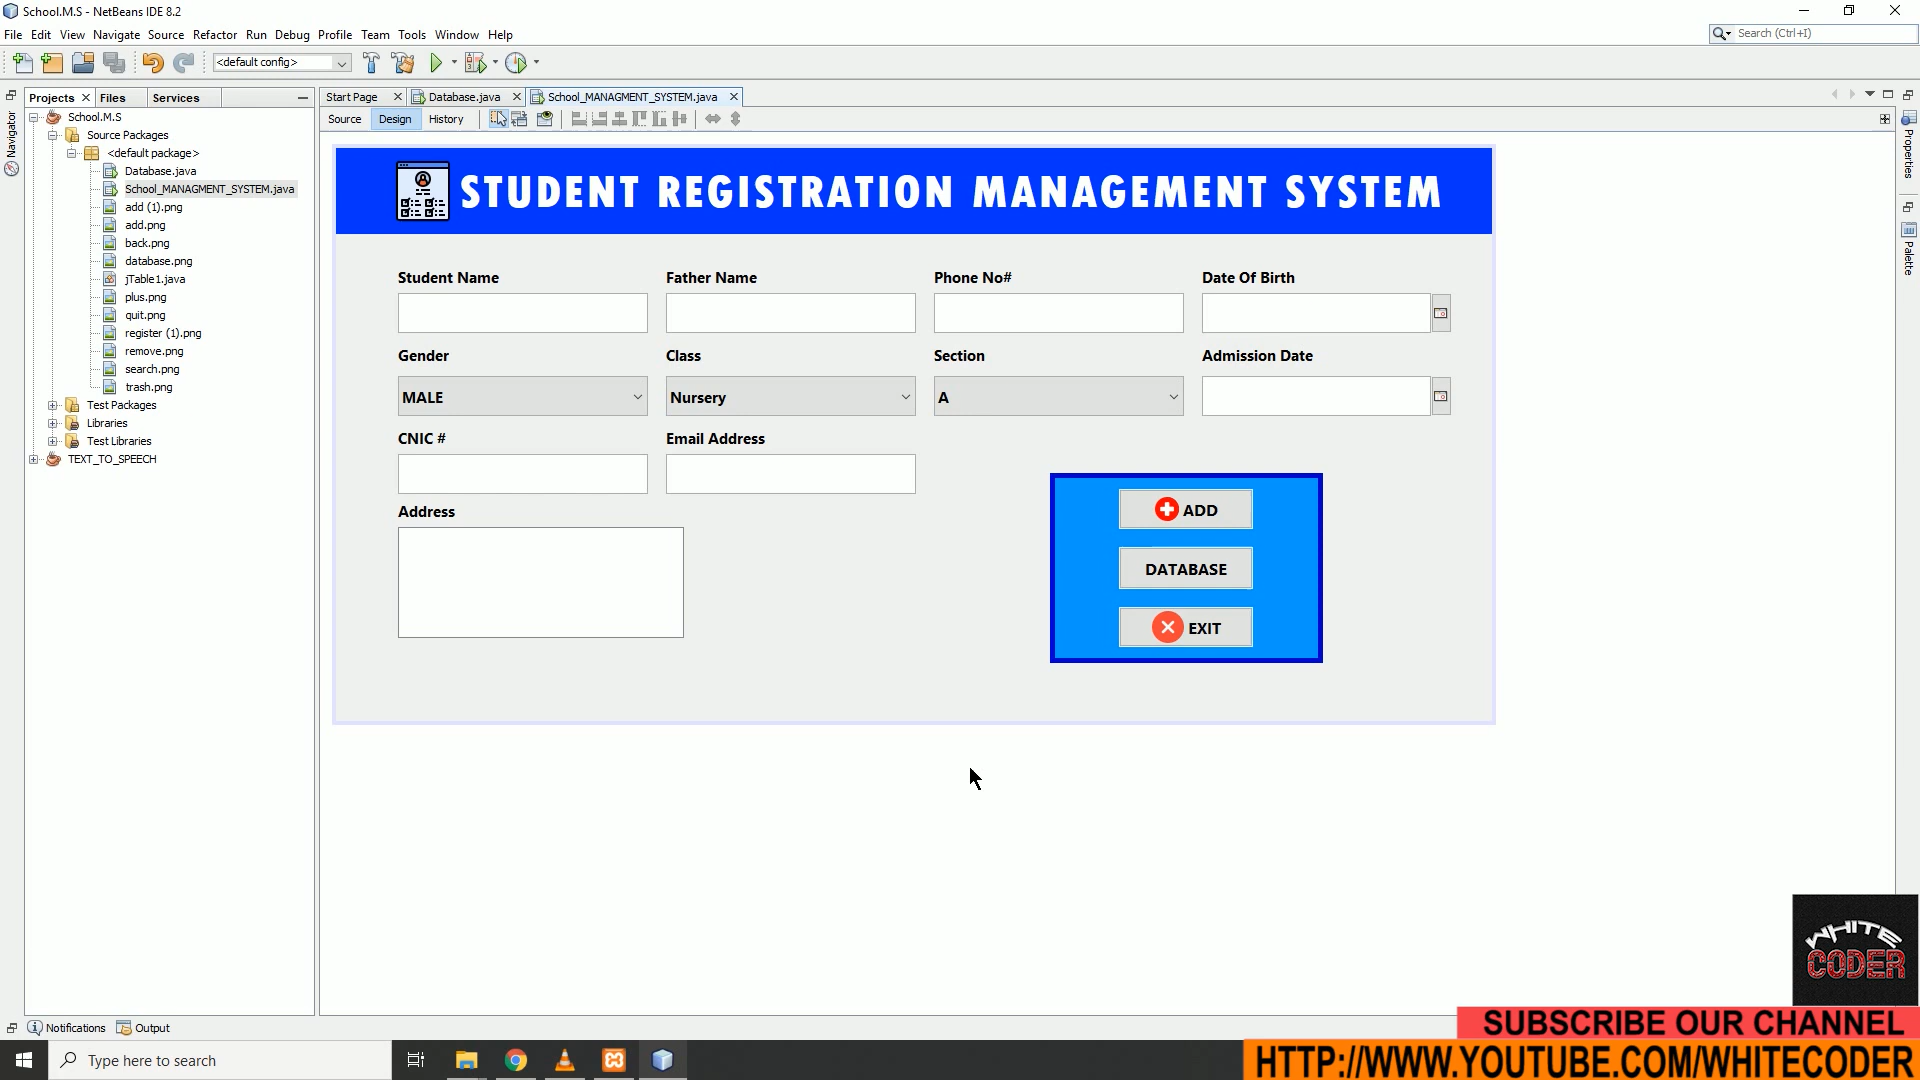 School.M.S - NetBeans IDE 8.2
File Edit View Navigate Source Refactor Run Debug Profile Team Tools Window Help
Search (Ctrl+I)
<default config>
Projects Files Services
Start Page Database.java School_MANAGMENT_SYSTEM.java
Source Design History
Navigator
Properties
Palette
School.M.S
Source Packages
<default package>
Database.java
School_MANAGMENT_SYSTEM.java
add (1).png
add.png
back.png
database.png
jTable1.java
plus.png
quit.png
register (1).png
remove.png
search.png
trash.png
Test Packages
Libraries
Test Libraries
TEXT_TO_SPEECH
STUDENT REGISTRATION MANAGEMENT SYSTEM
Student Name Father Name Phone No# Date Of Birth
Gender Class Section Admission Date
MALE Nursery A
CNIC # Email Address
Address
ADD
DATABASE
EXIT
WHITE
CODER
Notifications Output
SUBSCRIBE OUR CHANNEL
Type here to search
HTTP://WWW.YOUTUBE.COM/WHITECODER